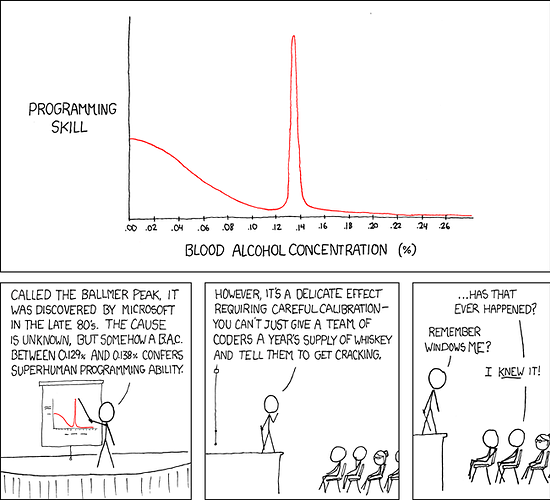 PROGRAMMING
SKILL
.00 .02 .04 .06 .08 .10 .12 .14 .16 .18 .20 .22 .24 .26
BLOOD ALCOHOL CONCENTRATION (%)
CALLED THE BALLMER PEAK, IT
WAS DISCOVERED BY MICROSOFT
IN THE LATE 80's. THE CAUSE
IS UNKNOWN, BUT SOMEHOW A B.A.C.
BETWEEN 0.129% AND 0.138% CONFERS
SUPERHUMAN PROGRAMMING ABILITY.
HOWEVER, IT'S A DELICATE EFFECT
REQUIRING CAREFUL CALIBRATION—
YOU CAN'T JUST GIVE A TEAM OF
CODERS A YEAR'S SUPPLY OF WHISKEY
AND TELL THEM TO GET CRACKING.
...HAS THAT
EVER HAPPENED?
REMEMBER
WINDOWS ME?
I KNEW IT!